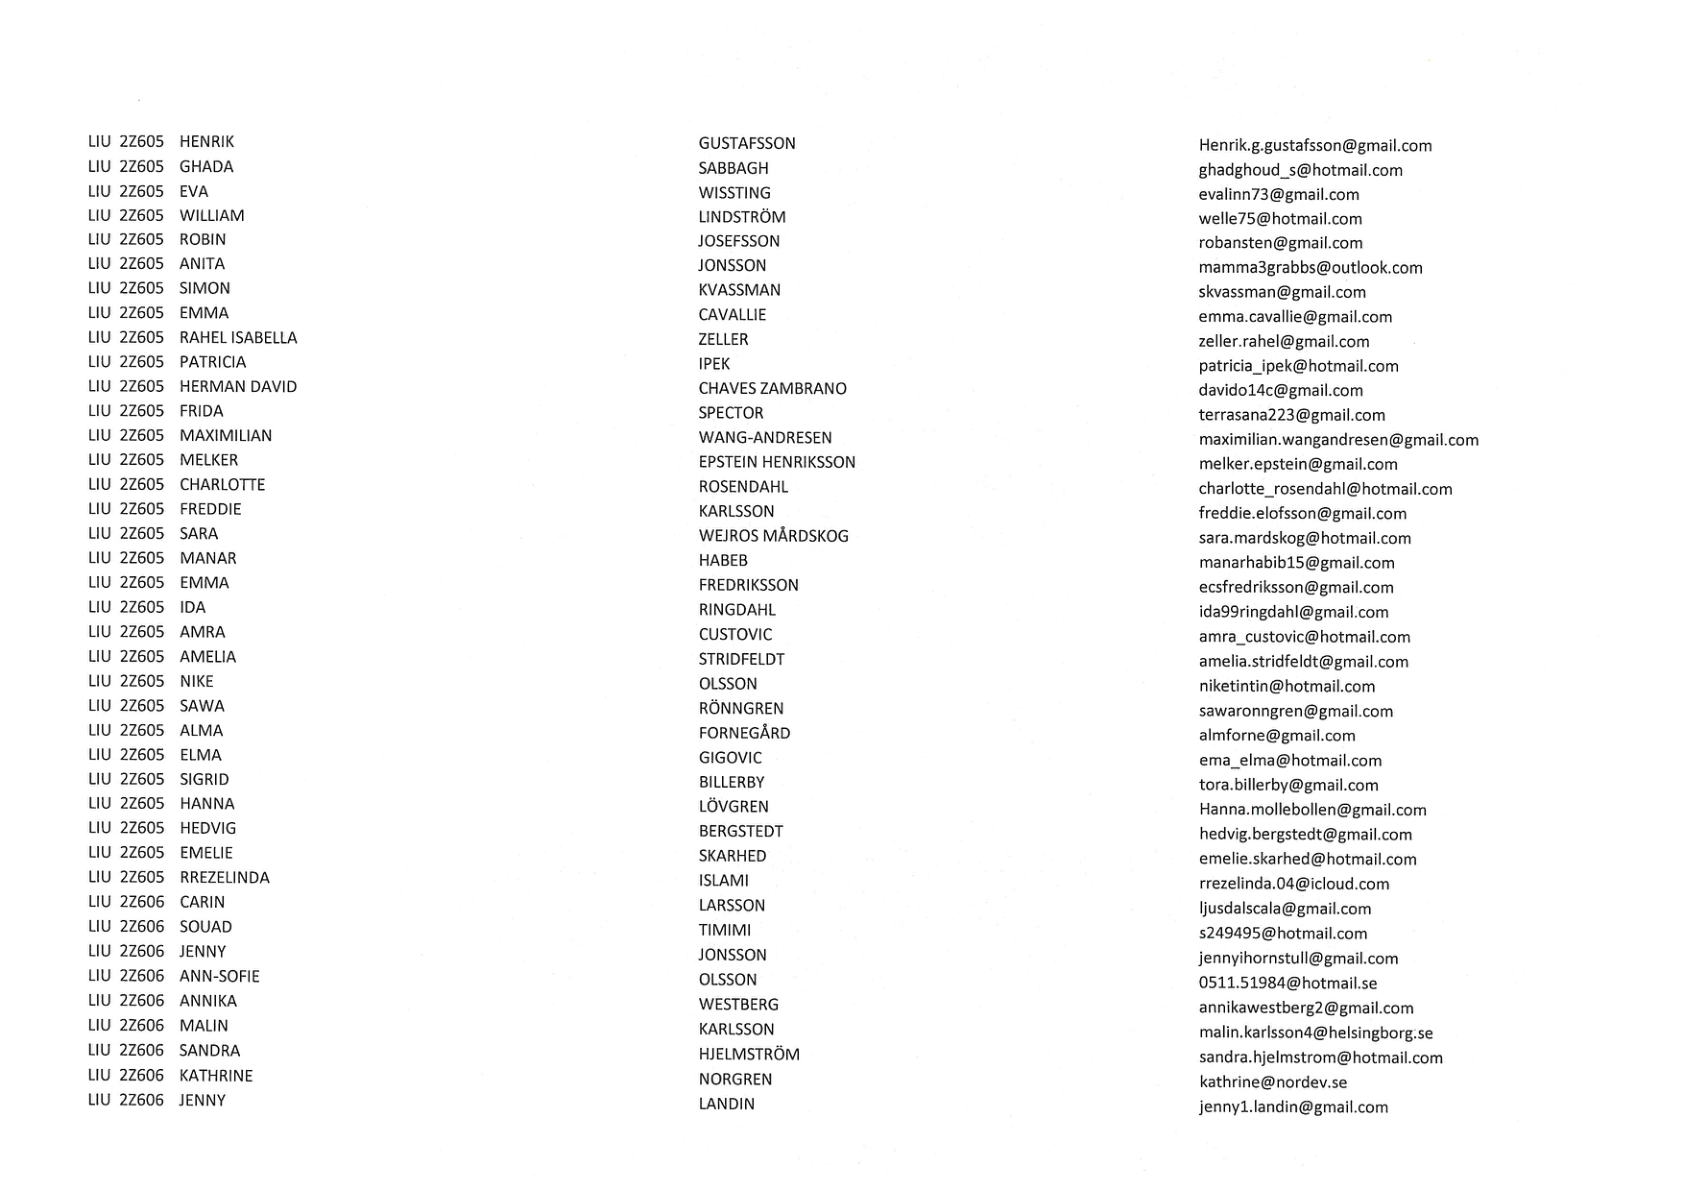 LIU 2Z605 HENRIK GUSTAFSSON Henrik.g.gustafsson@gmail.com
LIU 2Z605 GHADA SABBAGH ghadghoud_s@hotmail.com
LIU 2Z605 EVA WISSTING evalinn73@gmail.com
LIU 2Z605 WILLIAM LINDSTRÖM welle75@hotmail.com
LIU 2Z605 ROBIN JOSEFSSON robansten@gmail.com
LIU 2Z605 ANITA JONSSON mamma3grabbs@outlook.com
LIU 2Z605 SIMON KVASSMAN skvassman@gmail.com
LIU 2Z605 EMMA CAVALLIE emma.cavallie@gmail.com
LIU 2Z605 RAHEL ISABELLA ZELLER zeller.rahel@gmail.com
LIU 2Z605 PATRICIA IPEK patricia_ipek@hotmail.com
LIU 2Z605 HERMAN DAVID CHAVES ZAMBRANO davido14c@gmail.com
LIU 2Z605 FRIDA SPECTOR terrasana223@gmail.com
LIU 2Z605 MAXIMILIAN WANG-ANDRESEN maximilian.wangandresen@gmail.com
LIU 2Z605 MELKER EPSTEIN HENRIKSSON melker.epstein@gmail.com
LIU 2Z605 CHARLOTTE ROSENDAHL charlotte_rosendahl@hotmail.com
LIU 2Z605 FREDDIE KARLSSON freddie.elofsson@gmail.com
LIU 2Z605 SARA WEJROS MÅRDSKOG sara.mardskog@hotmail.com
LIU 2Z605 MANAR HABEB manarhabib15@gmail.com
LIU 2Z605 EMMA FREDRIKSSON ecsfredriksson@gmail.com
LIU 2Z605 IDA RINGDAHL ida99ringdahl@gmail.com
LIU 2Z605 AMRA CUSTOVIC amra_custovic@hotmail.com
LIU 2Z605 AMELIA STRIDFELDT amelia.stridfeldt@gmail.com
LIU 2Z605 NIKE OLSSON niketintin@hotmail.com
LIU 2Z605 SAWA RÖNNGREN sawaronngren@gmail.com
LIU 2Z605 ALMA FORNEGÅRD almforne@gmail.com
LIU 2Z605 ELMA GIGOVIC ema_elma@hotmail.com
LIU 2Z605 SIGRID BILLERBY tora.billerby@gmail.com
LIU 2Z605 HANNA LÖVGREN Hanna.mollebollen@gmail.com
LIU 2Z605 HEDVIG BERGSTEDT hedvig.bergstedt@gmail.com
LIU 2Z605 EMELIE SKARHED emelie.skarhed@hotmail.com
LIU 2Z605 RREZELINDA ISLAMI rrezelinda.04@icloud.com
LIU 2Z606 CARIN LARSSON ljusdalscala@gmail.com
LIU 2Z606 SOUAD TIMIMI s249495@hotmail.com
LIU 2Z606 JENNY JONSSON jennyihornstull@gmail.com
LIU 2Z606 ANN-SOFIE OLSSON 0511.51984@hotmail.se
LIU 2Z606 ANNIKA WESTBERG annikawestberg2@gmail.com
LIU 2Z606 MALIN KARLSSON malin.karlsson4@helsingborg.se
LIU 2Z606 SANDRA HJELMSTRÖM sandra.hjelmstrom@hotmail.com
LIU 2Z606 KATHRINE NORGREN kathrine@nordev.se
LIU 2Z606 JENNY LANDIN jenny1.landin@gmail.com